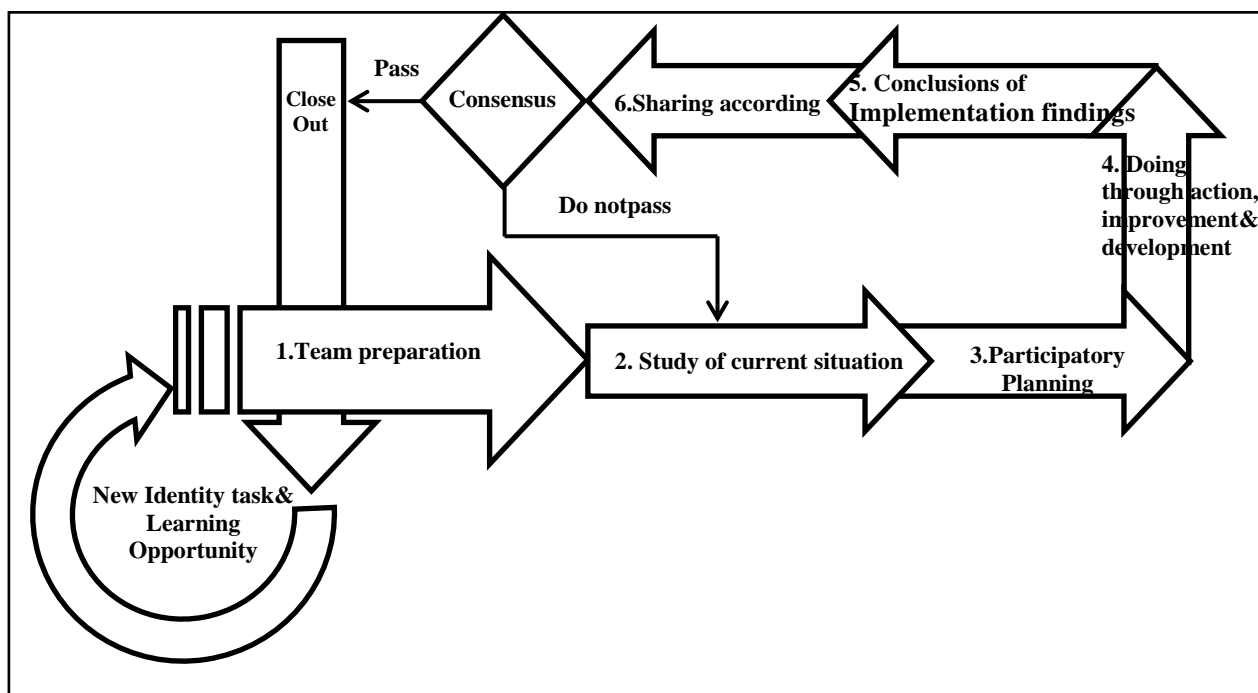 Pass
Close
Out
Consensus
6.Sharing according
5. Conclusions of
Implementation findings
4. Doing
through action,
improvement&
development
Do notpass
1.Team preparation
2. Study of current situation
3.Participatory
Planning
New Identity task&
Learning
Opportunity